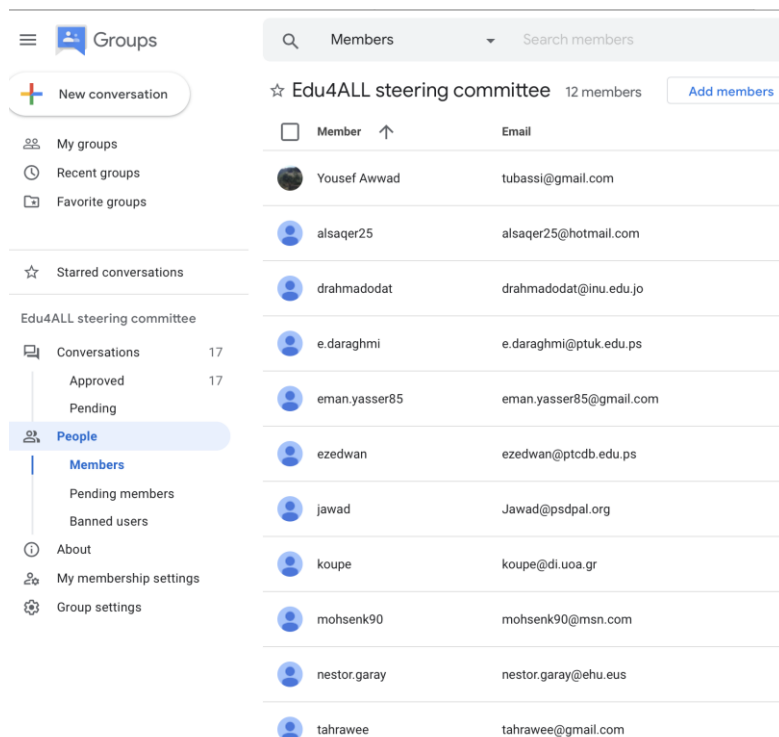 Groups
Members
Search members
New conversation
Edu4ALL steering committee 12 members Add members
My groups
Recent groups
Favorite groups
Starred conversations
Edu4ALL steering committee
Conversations 17
Approved 17
Pending
People
Members
Pending members
Banned users
About
My membership settings
Group settings
Member Email
Yousef Awwad tubassi@gmail.com
alsaqer25 alsaqer25@hotmail.com
drahmadodat drahmadodat@inu.edu.jo
e.daraghmi e.daraghmi@ptuk.edu.ps
eman.yasser85 eman.yasser85@gmail.com
ezedwan ezedwan@ptcdb.edu.ps
jawad Jawad@psdpal.org
koupe koupe@di.uoa.gr
mohsenk90 mohsenk90@msn.com
nestor.garay nestor.garay@ehu.eus
tahrawee tahrawee@gmail.com